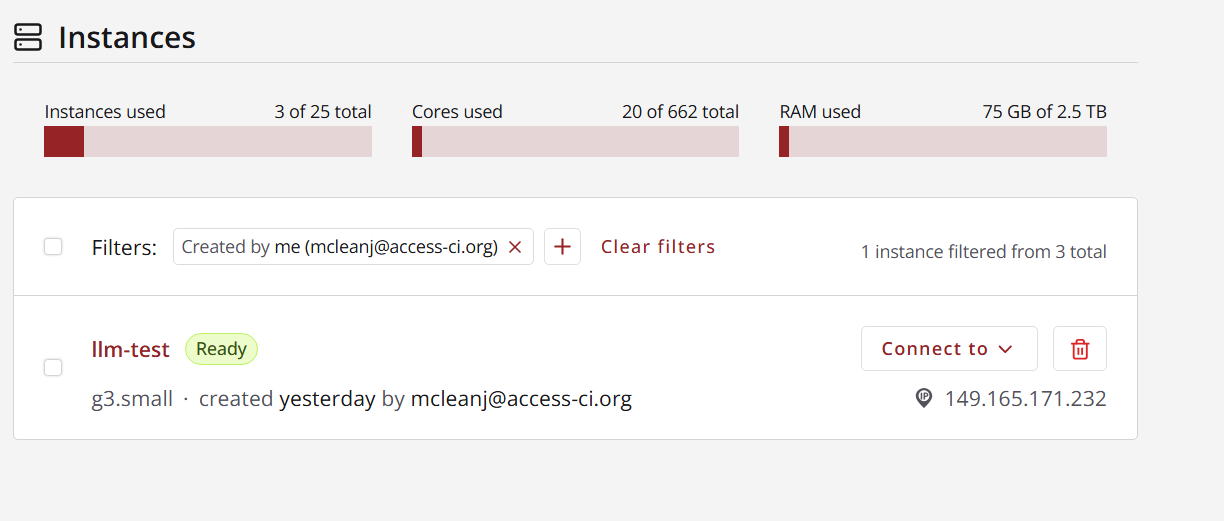 Instances
Instances used 3 of 25 total
Cores used 20 of 662 total
RAM used 75 GB of 2.5 TB
Filters: Created by me (mcleanj@access-ci.org) × + Clear filters 1 instance filtered from 3 total
llm-test Ready Connect to
g3.small · created yesterday by mcleanj@access-ci.org IP 149.165.171.232